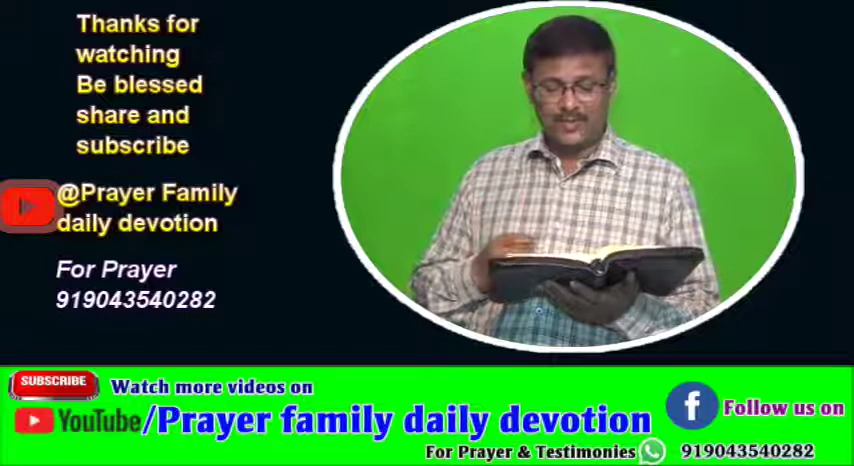 Thanks for
watching
Be blessed
share and
subscribe
@Prayer Family
daily devotion
For Prayer
919043540282
SUBSCRIBE
Watch more videos on
YouTube/Prayer family daily devotion
f Follow us on
For Prayer & Testimonies 919043540282